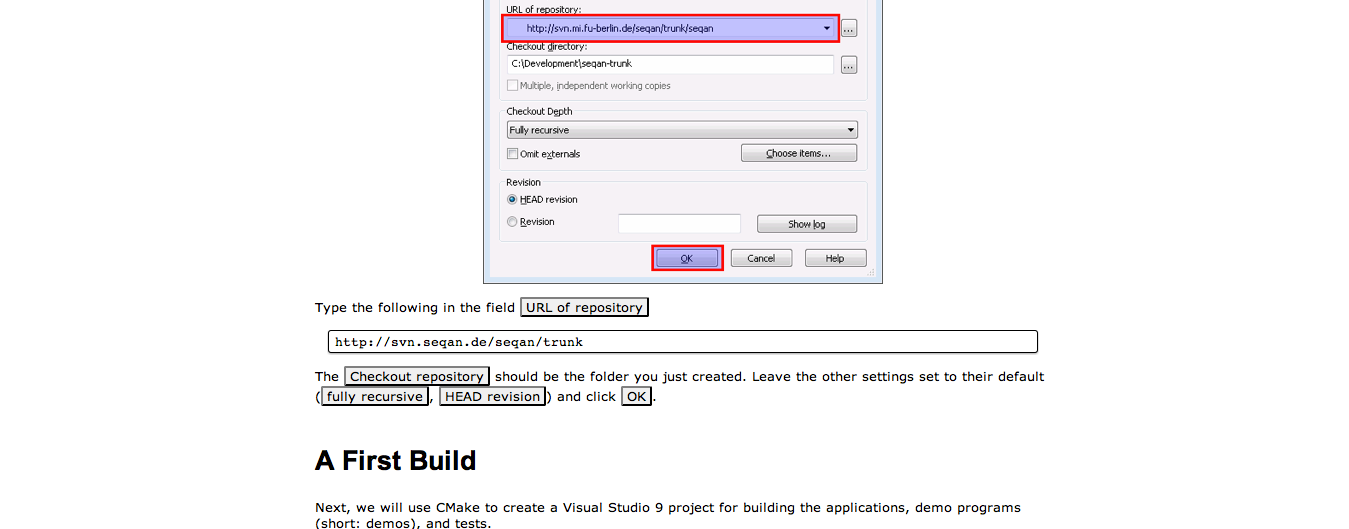 URL of repository:
http://svn.mi.fu-berlin.de/seqan/trunk/seqan
...
Checkout directory:
C:\Development\seqan-trunk
...
Multiple, independent working copies
Checkout Depth
Fully recursive
Omit externals
Choose items...
Revision
HEAD revision
Revision
Show log
OK Cancel Help
Type the following in the field URL of repository
http://svn.seqan.de/seqan/trunk
The Checkout repository should be the folder you just created. Leave the other settings set to their default
(fully recursive, HEAD revision) and click OK.
A First Build
Next, we will use CMake to create a Visual Studio 9 project for building the applications, demo programs
(short: demos), and tests.